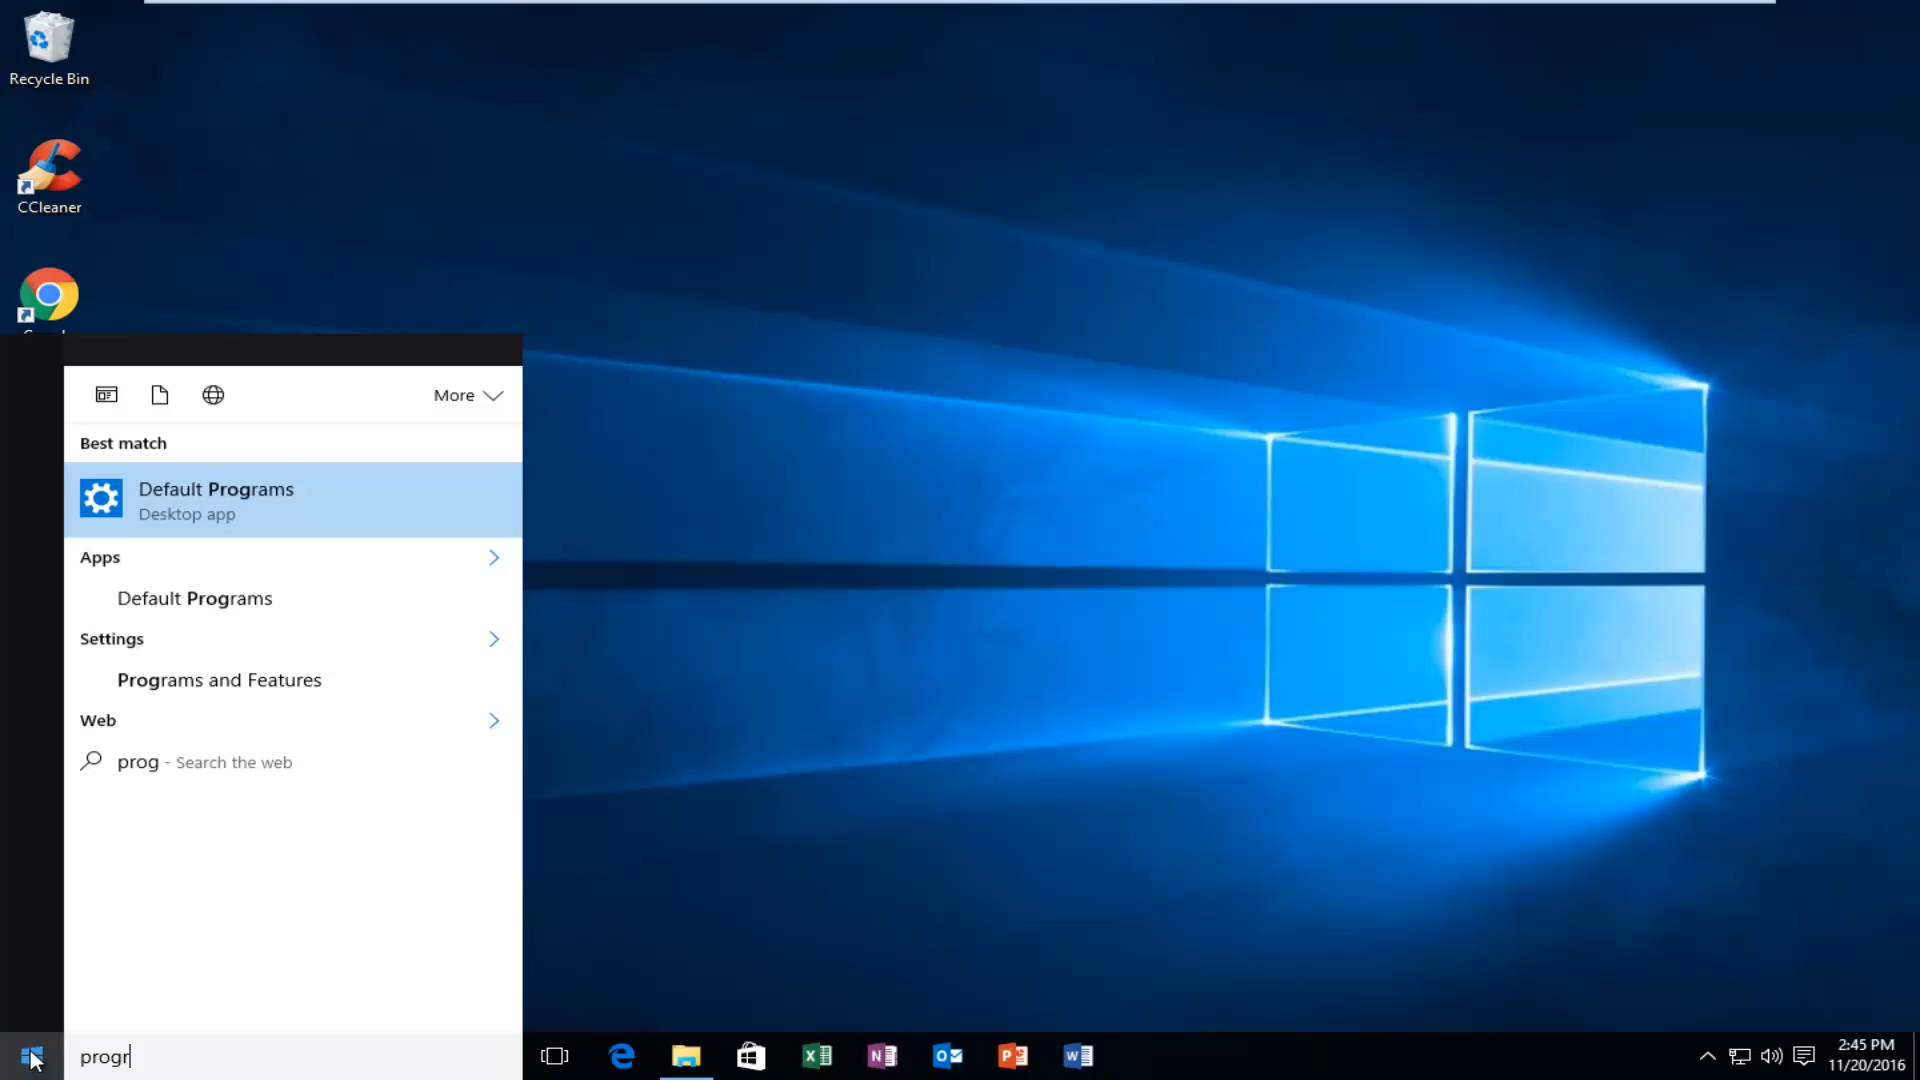 Recycle Bin
CCleaner
More
Best match
Default Programs
Desktop app
Apps
Default Programs
Settings
Programs and Features
Web
prog - Search the web
progr
2:45 PM
11/20/2016